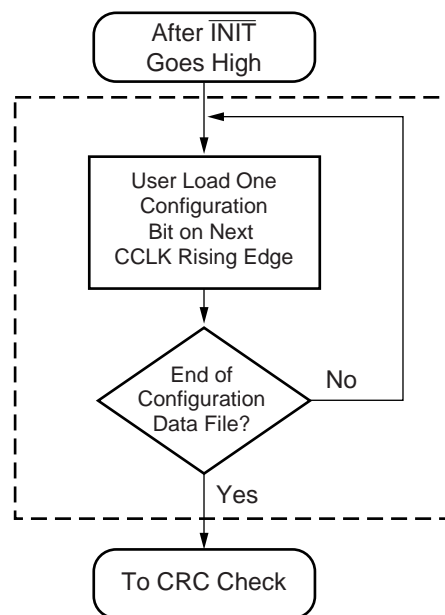 After I̅N̅I̅T̅
Goes High
User Load One
Configuration
Bit on Next
CCLK Rising Edge
End of
Configuration
Data File?
No
Yes
To CRC Check